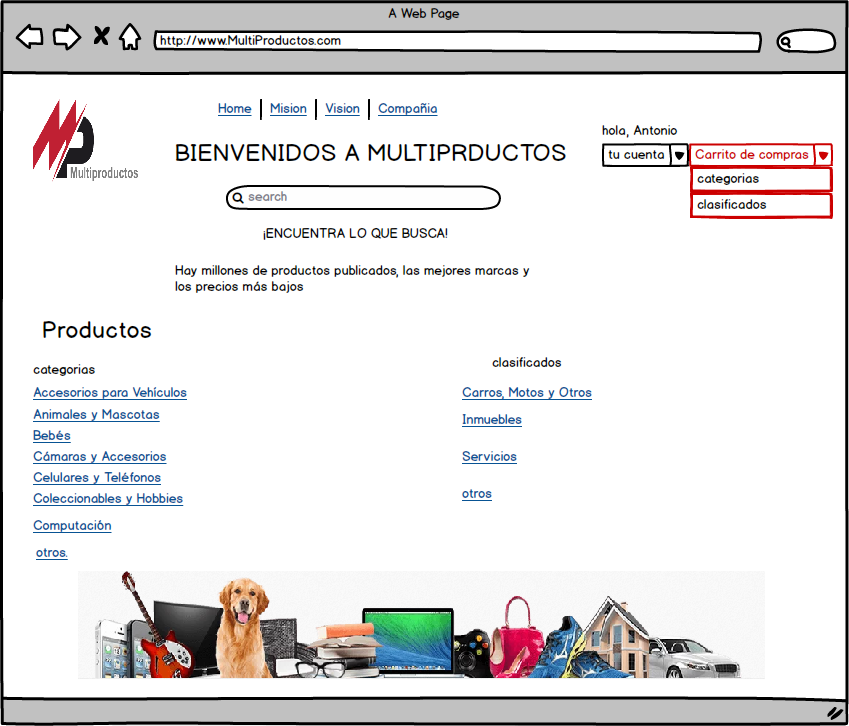 A Web Page
http://www.MultiProductos.com
Home
Mision
Vision
Compañia
hola, Antonio
Multiproductos
BIENVENIDOS A MULTIPRDUCTOS
tu cuenta
Carrito de compras
categorias
clasificados
search
¡ENCUENTRA LO QUE BUSCA!
Hay millones de productos publicados, las mejores marcas y
los precios más bajos
Productos
categorias
Accesorios para Vehículos
Animales y Mascotas
Bebés
Cámaras y Accesorios
Celulares y Teléfonos
Coleccionables y Hobbies
Computación
otros.
clasificados
Carros, Motos y Otros
Inmuebles
Servicios
otros